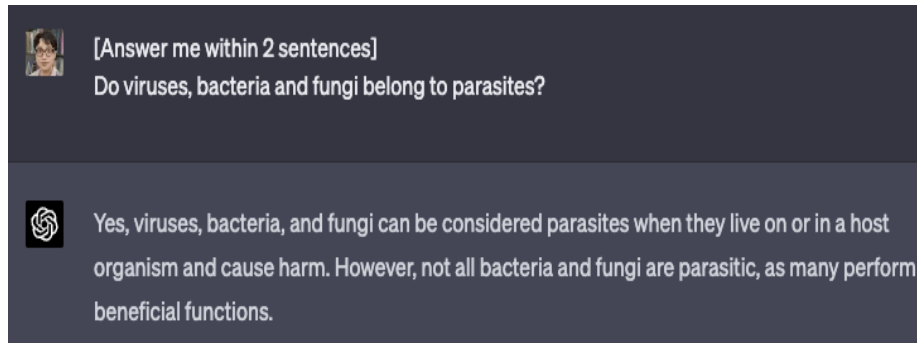 [Answer me within 2 sentences]
Do viruses, bacteria and fungi belong to parasites?
Yes, viruses, bacteria, and fungi can be considered parasites when they live on or in a host
organism and cause harm. However, not all bacteria and fungi are parasitic, as many perform
beneficial functions.